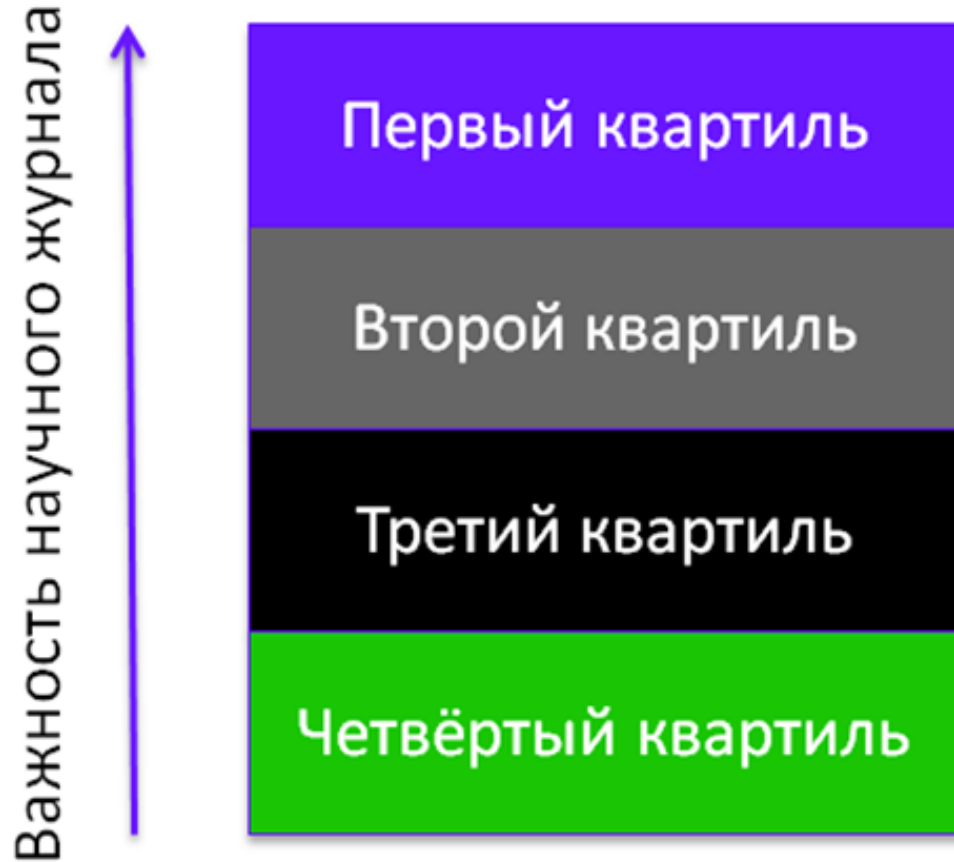 Важность научного журнала
Первый квартиль
Второй квартиль
Третий квартиль
Четвёртый квартиль